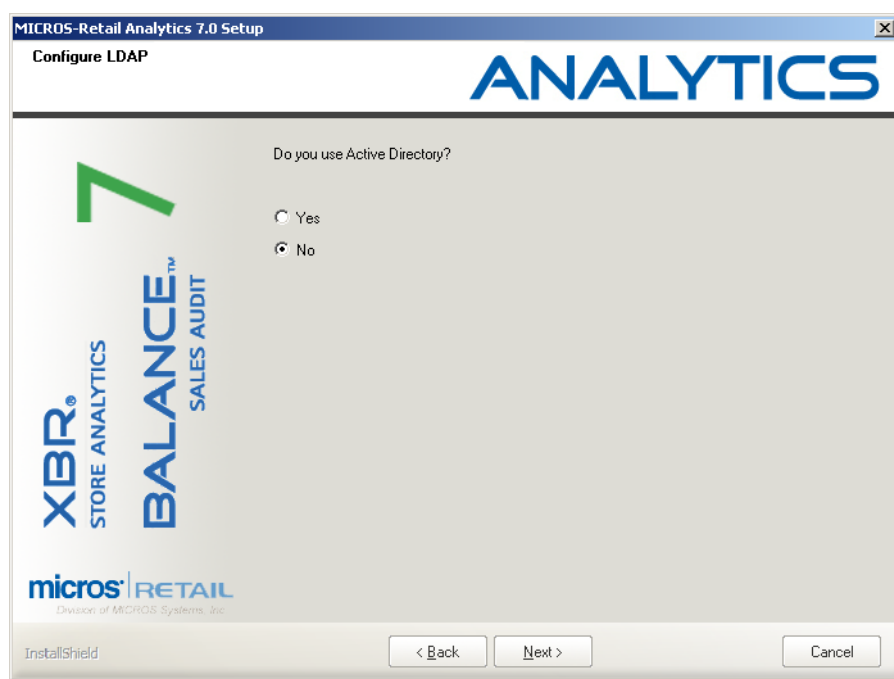 MICROS-Retail Analytics 7.0 Setup
Configure LDAP
ANALYTICS
Do you use Active Directory?
Yes
No
7
XBR®
STORE ANALYTICS
BALANCE™
SALES AUDIT
micros® RETAIL
Division of MICROS Systems, Inc.
InstallShield
< Back
Next >
Cancel